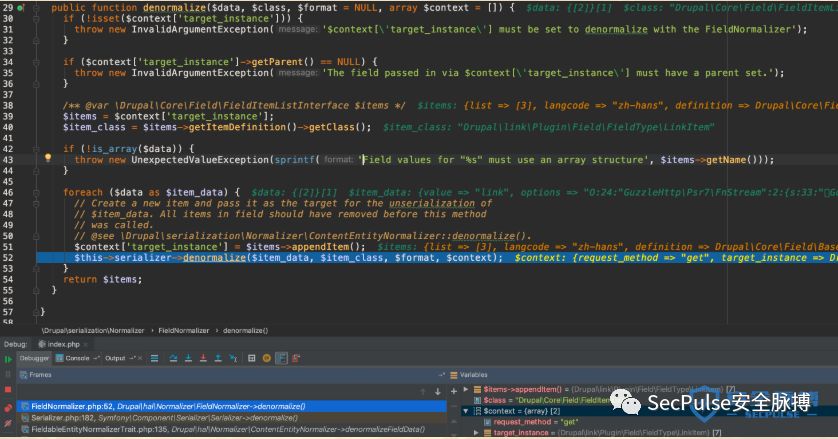 29 public function denormalize($data, $class, $format = NULL, array $context = []) { $data: {[2]}[1] $class: "Drupal\Core\Field\FieldItemLi
30 if (!isset($context['target_instance'])) {
31 throw new InvalidArgumentException( message: '$context[\'target_instance\'] must be set to denormalize with the FieldNormalizer');
32 }
33
34 if ($context['target_instance']->getParent() == NULL) {
35 throw new InvalidArgumentException( message: 'The field passed in via $context[\'target_instance\'] must have a parent set.');
36 }
37
38 /** @var \Drupal\Core\Field\FieldItemListInterface $items */ $items: {list => [3], langcode => "zh-hans", definition => Drupal\Core\Fi
39 $items = $context['target_instance'];
40 $item_class = $items->getItemDefinition()->getClass(); $item_class: "Drupal\link\Plugin\Field\FieldType\LinkItem"
41
42 if (!is_array($data)) {
43 throw new UnexpectedValueException(sprintf( format: 'Field values for "%s" must use an array structure', $items->getName()));
44 }
45
46 foreach ($data as $item_data) { $data: {[2]}[1] $item_data: {value => "link", options => "O:24:"GuzzleHttp\Psr7\FnStream":2:{s:33:"
47 // Create a new item and pass it as the target for the unserialization of
48 // $item_data. All items in field should have removed before this method
49 // was called.
50 // @see \Drupal\serialization\Normalizer\ContentEntityNormalizer::denormalize().
51 $context['target_instance'] = $items->appendItem(); $items: {list => [3], langcode => "zh-hans", definition => Drupal\Core\Field\Base
52 $this->serializer->denormalize($item_data, $item_class, $format, $context); $context: {request_method => "get", target_instance => Dr
53 }
54 return $items;
55 }
56
57 }
58
\Drupal\serialization\Normalizer › FieldNormalizer › denormalize()
Debug: index.php ×
Debugger Console Output
Frames Variables
$items->appendItem() = {Drupal\link\Plugin\Field\FieldType\LinkItem} [7]
FieldNormalizer.php:52, Drupal\hal\Normalizer\FieldNormalizer->denormalize() $class = "Drupal\Core\Field\FieldItem
Serializer.php:182, Symfony\Component\Serializer\Serializer->denormalize() $context = {array} [2]
request_method = "get"
FieldableEntityNormalizerTrait.php:135, Drupal\hal\Normalizer\ContentEntityNormalizer->denormalizeFieldData() target_instance = {Drupal\link\Plugin\Field\FieldType\LinkItem} [7]
SecPulse安全脉搏
SECPULSE